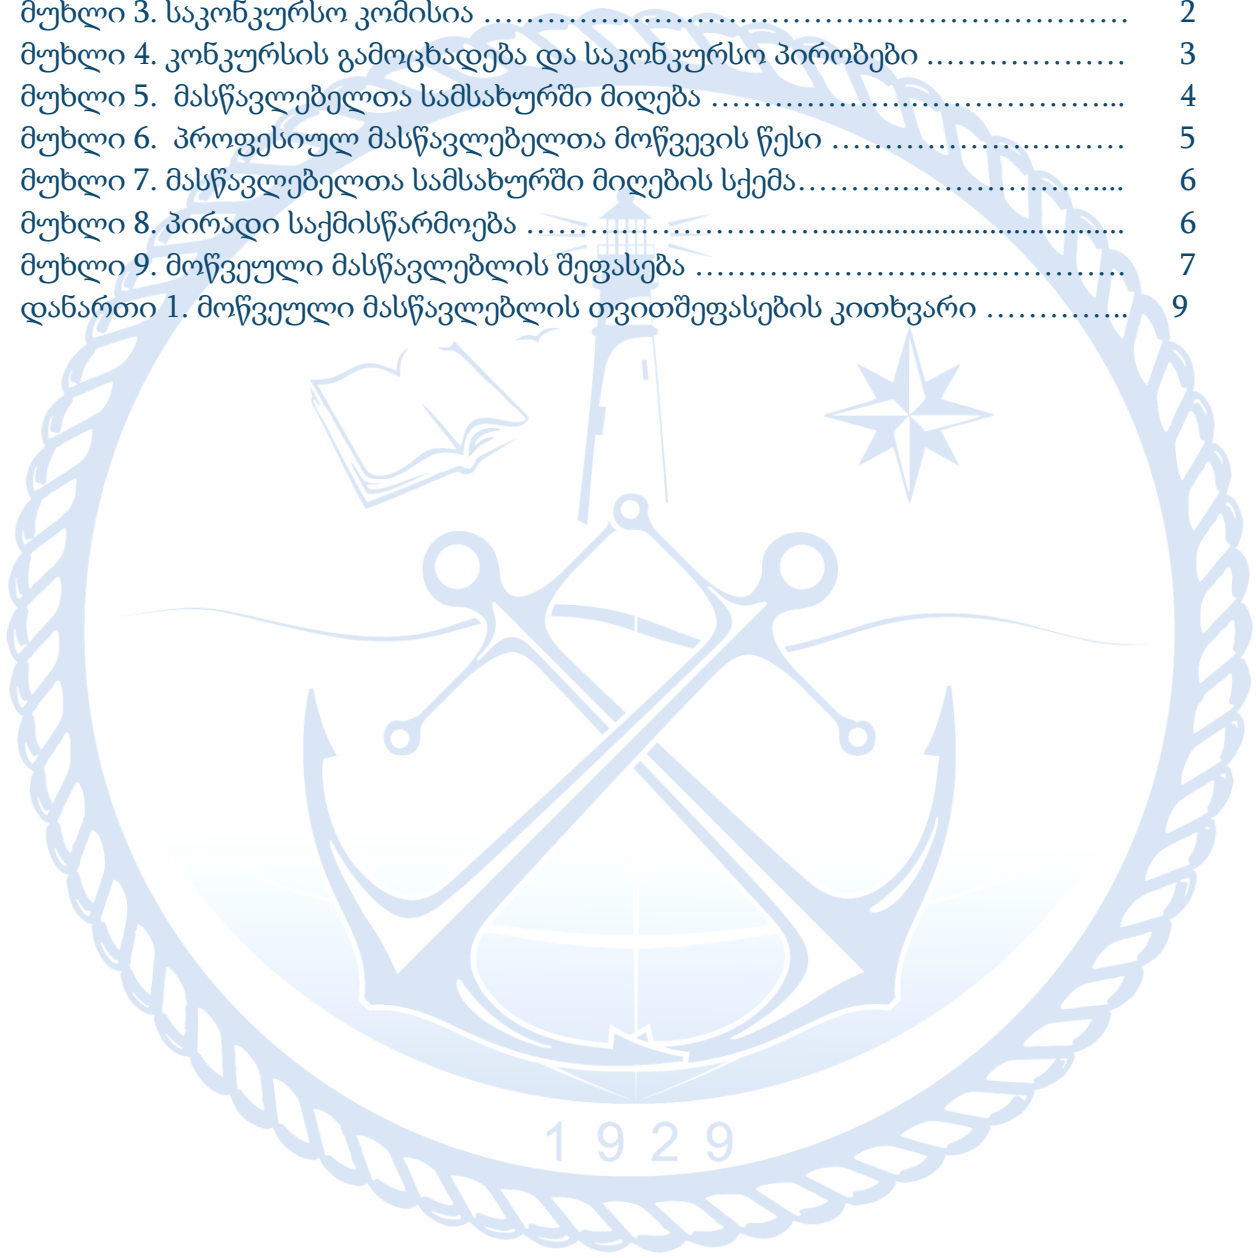 მუხლი 3. საკონკურსო კომისია ……………………………………….…………………… 2
მუხლი 4. კონკურსის გამოცხადება და საკონკურსო პირობები ……………… 3
მუხლი 5.  მასწავლებელთა სამსახურში მიღება …………………………………... 4
მუხლი 6.  პროფესიულ მასწავლებელთა მოწვევის წესი ………………….……… 5
მუხლი 7. მასწავლებელთა სამსახურში მიღების სქემა………………………….... 6
მუხლი 8. პირადი საქმისწარმოება ……………………………........................................ 6
მუხლი 9. მოწვეული მასწავლებლის შეფასება ………………………….…………. 7
დანართი 1. მოწვეული მასწავლებლის თვითშეფასების კითხვარი ………….. 9
1929